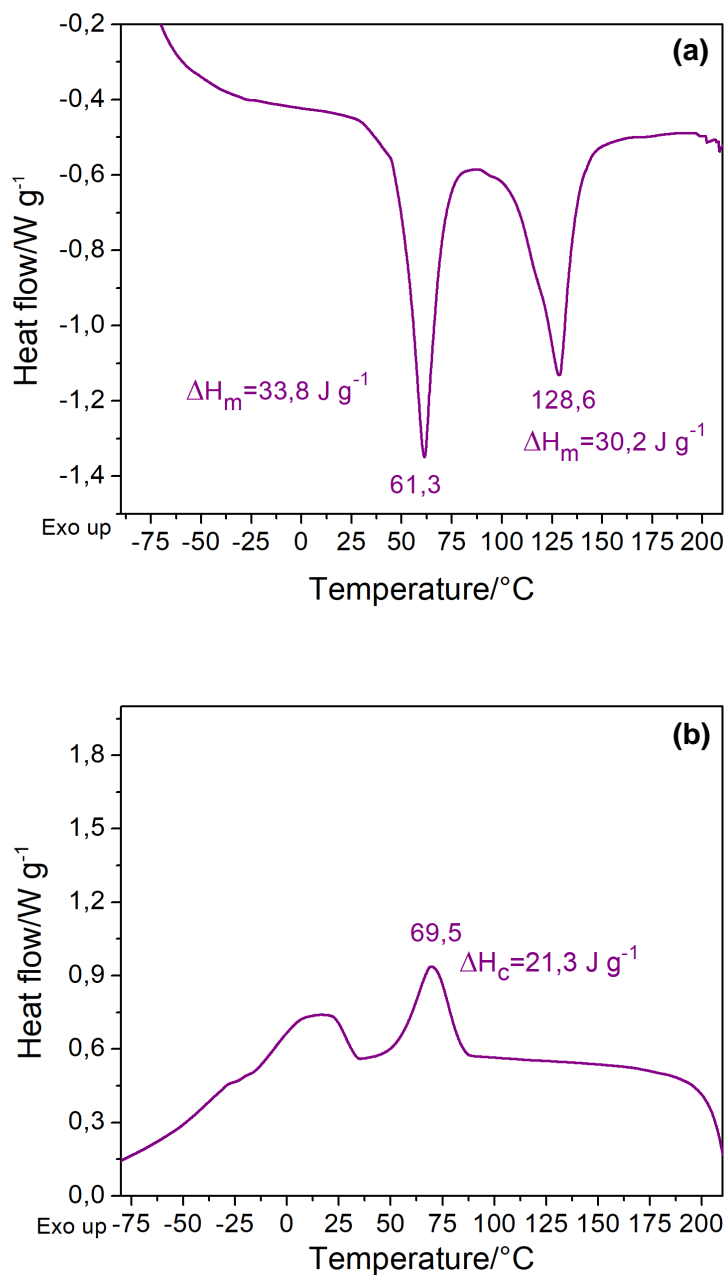 (a)
-0,2
-0,4
-0,6
-0,8
-1,0
-1,2
-1,4
Heat flow/W g-1
ΔHm=33,8 J g-1
128,6
ΔHm=30,2 J g-1
61,3
Exo up
-75 -50 -25 0 25 50 75 100 125 150 175 200
Temperature/°C
(b)
1,8
1,5
1,2
0,9
0,6
0,3
0,0
Heat flow/W g-1
69,5
ΔHc=21,3 J g-1
Exo up
-75 -50 -25 0 25 50 75 100 125 150 175 200
Temperature/°C